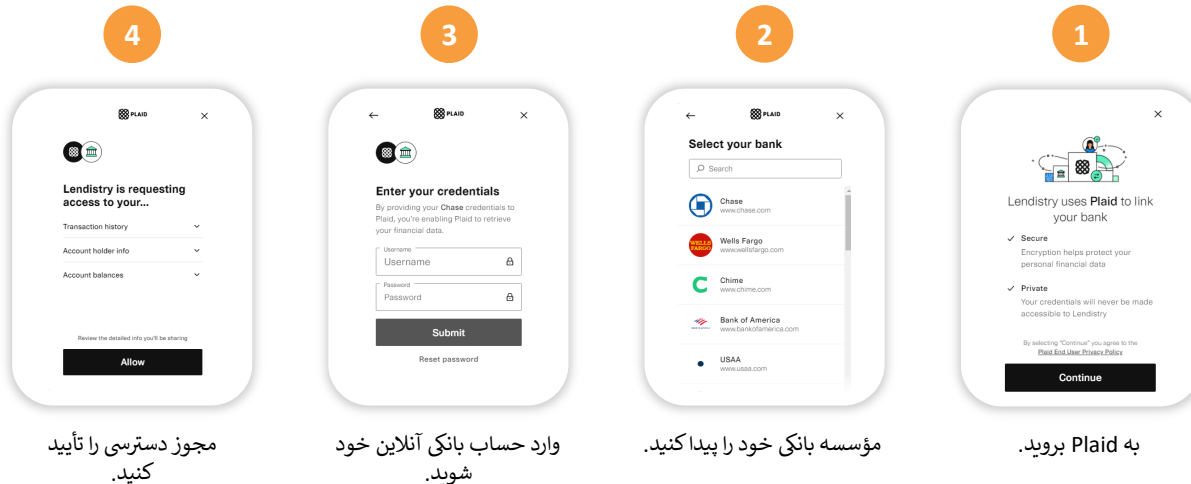 1
Lendistry uses Plaid to link
your bank
Secure
Encryption helps protect your
personal financial data
Private
Your credentials will never be made
accessible to Lendistry
By selecting "Continue" you agree to the
Plaid End User Privacy Policy
Continue
به Plaid بروید.
2
PLAID
Select your bank
Search
Chase
www.chase.com
WELLS
FARGO
Wells Fargo
www.wellsfargo.com
Chime
www.chime.com
Bank of America
www.bankofamerica.com
USAA
www.usaa.com
مؤسسه بانکی خود را پیدا کنید.
3
PLAID
Enter your credentials
By providing your Chase credentials to
Plaid, you're enabling Plaid to retrieve
your financial data.
Username
Username
Password
Password
Submit
Reset password
وارد حساب بانکی آنلاین خود
شوید.
4
PLAID
Lendistry is requesting
access to your...
Transaction history
Account holder info
Account balances
Review the detailed info you'll be sharing
Allow
مجوز دسترسی را تأیید
کنید.